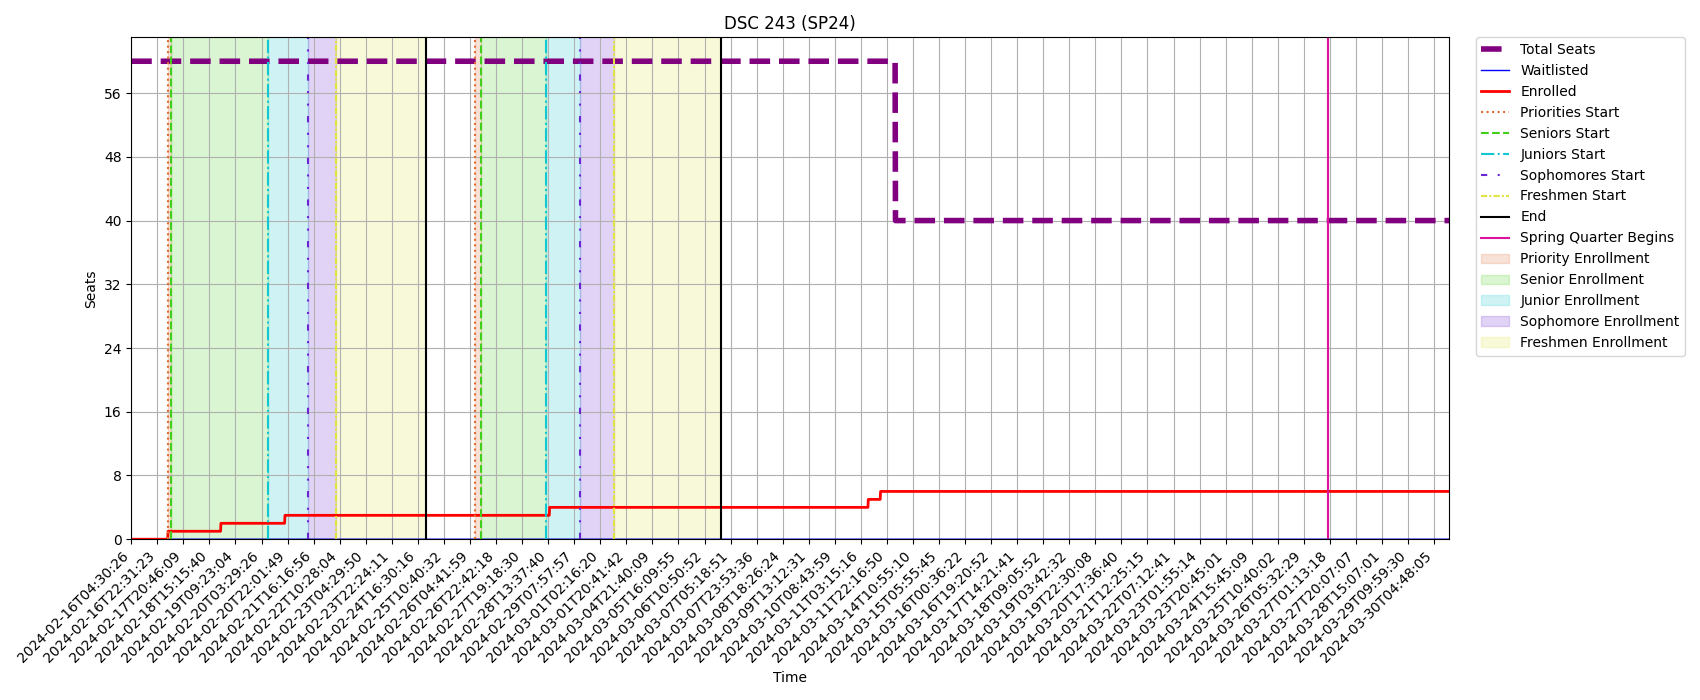 DSC 243 (SP24)
Total Seats
Waitlisted
Enrolled
Priorities Start
Seniors Start
Juniors Start
Sophomores Start
Freshmen Start
End
Spring Quarter Begins
Priority Enrollment
Senior Enrollment
Junior Enrollment
Sophomore Enrollment
Freshmen Enrollment
Seats
56
48
40
32
24
16
8
0
2024-02-16T04:30:26
2024-02-16T22:31:23
2024-02-17T20:46:09
2024-02-18T15:15:40
2024-02-19T09:23:04
2024-02-20T03:29:26
2024-02-20T22:01:49
2024-02-21T16:16:56
2024-02-22T10:28:04
2024-02-23T04:29:50
2024-02-23T22:24:11
2024-02-24T16:30:16
2024-02-25T10:40:32
2024-02-26T04:41:59
2024-02-26T22:42:18
2024-02-27T19:18:30
2024-02-28T13:37:40
2024-02-29T07:57:57
2024-03-01T02:16:20
2024-03-01T20:41:42
2024-03-04T21:40:09
2024-03-05T16:09:55
2024-03-06T10:50:52
2024-03-07T05:18:51
2024-03-07T23:53:36
2024-03-08T18:26:24
2024-03-09T13:12:31
2024-03-10T08:43:59
2024-03-11T03:15:16
2024-03-11T22:16:50
2024-03-14T10:55:10
2024-03-15T05:55:45
2024-03-16T00:36:22
2024-03-16T19:20:52
2024-03-17T14:21:41
2024-03-18T09:05:52
2024-03-19T03:42:32
2024-03-19T22:30:08
2024-03-20T17:36:40
2024-03-21T12:25:15
2024-03-22T07:12:41
2024-03-23T01:55:14
2024-03-23T20:45:01
2024-03-24T15:45:09
2024-03-25T10:40:02
2024-03-26T05:32:29
2024-03-27T01:13:18
2024-03-27T20:07:07
2024-03-28T15:07:01
2024-03-29T09:59:30
2024-03-30T04:48:05
Time